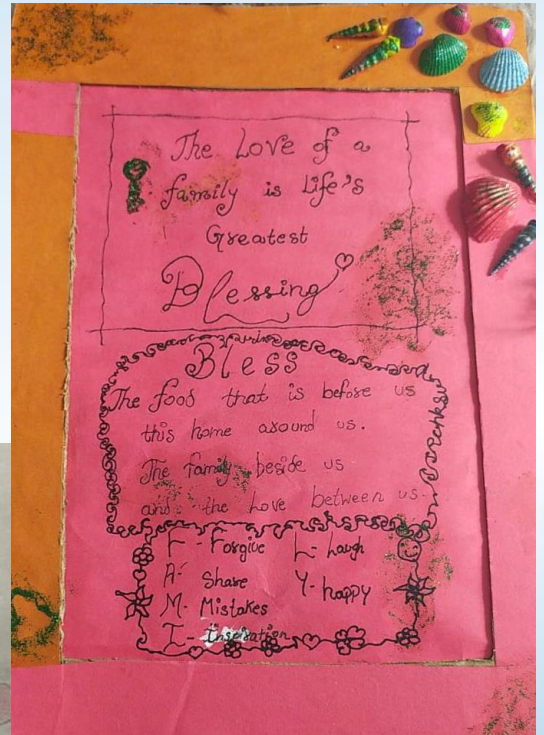 The Love of a
family is Life's
Greatest
Blessing
Bless
The food that is before us
this home around us.
The family beside us
and the Love between us.
F - Forgive L - Laugh
A - Share Y - happy
M - Mistakes
I - Inspiration